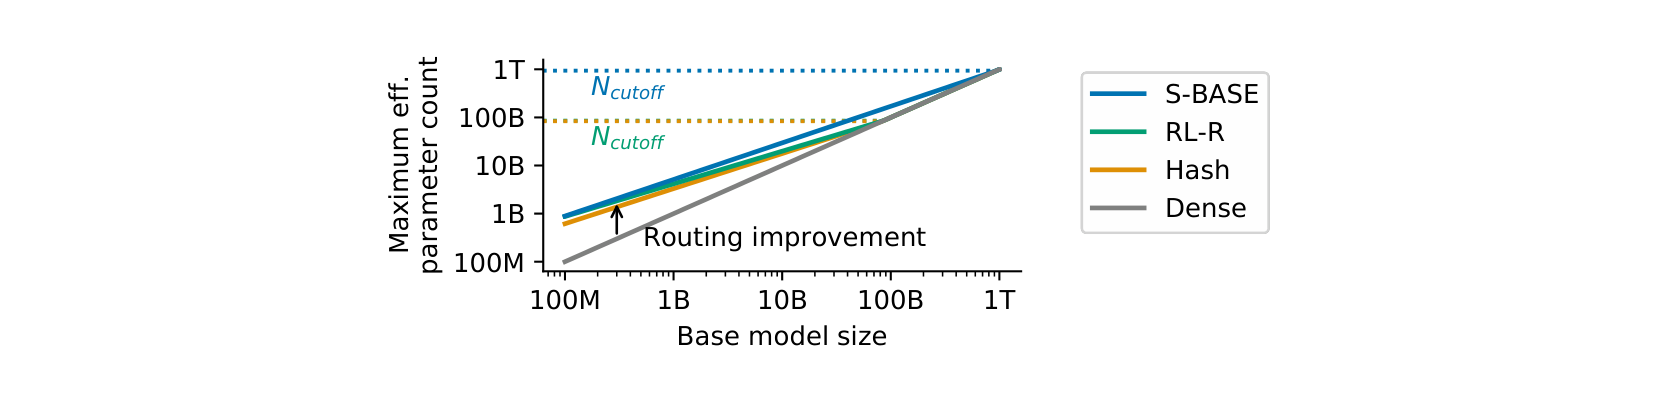 Maximum eff.
parameter count
1T
100B
10B
1B
100M
N_cutoff
N_cutoff
Routing improvement
100M 1B 10B 100B 1T
Base model size
S-BASE
RL-R
Hash
Dense